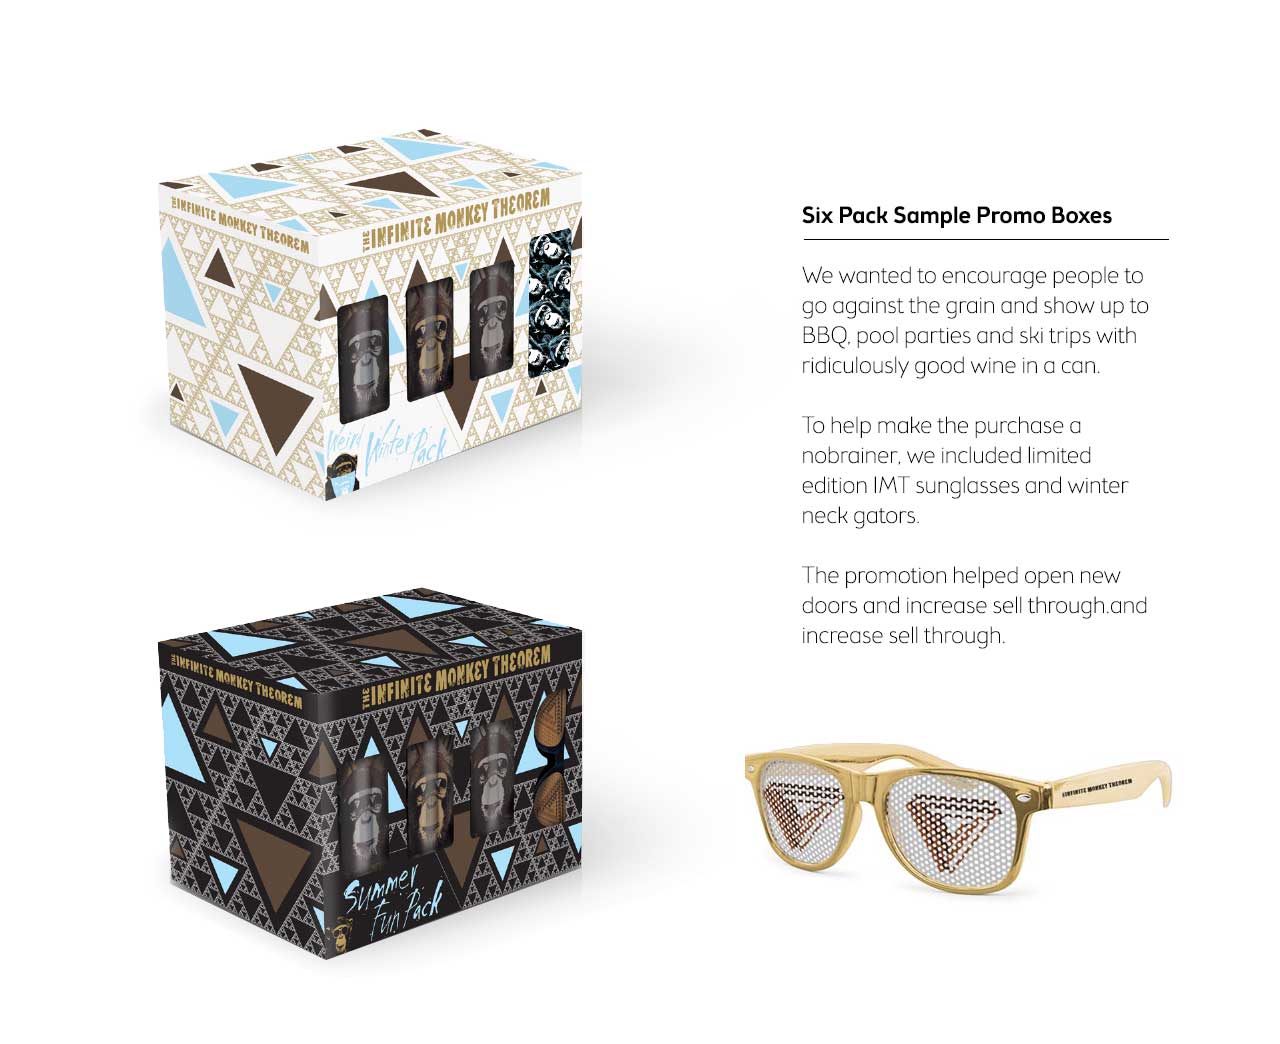 THE INFINITE MONKEY THEOREM
THE INFINITE MONKEY THEOREM
Weird Winter Pack
Six Pack Sample Promo Boxes
We wanted to encourage people to
go against the grain and show up to
BBQ, pool parties and ski trips with
ridiculously good wine in a can.
To help make the purchase a
nobrainer, we included limited
edition IMT sunglasses and winter
neck gators.
The promotion helped open new
doors and increase sell through.and
increase sell through.
THE INFINITE MONKEY THEOREM
THE INFINITE MONKEY THEOREM
Summer
Fun Pack
INFINITE MONKEY THEOREM